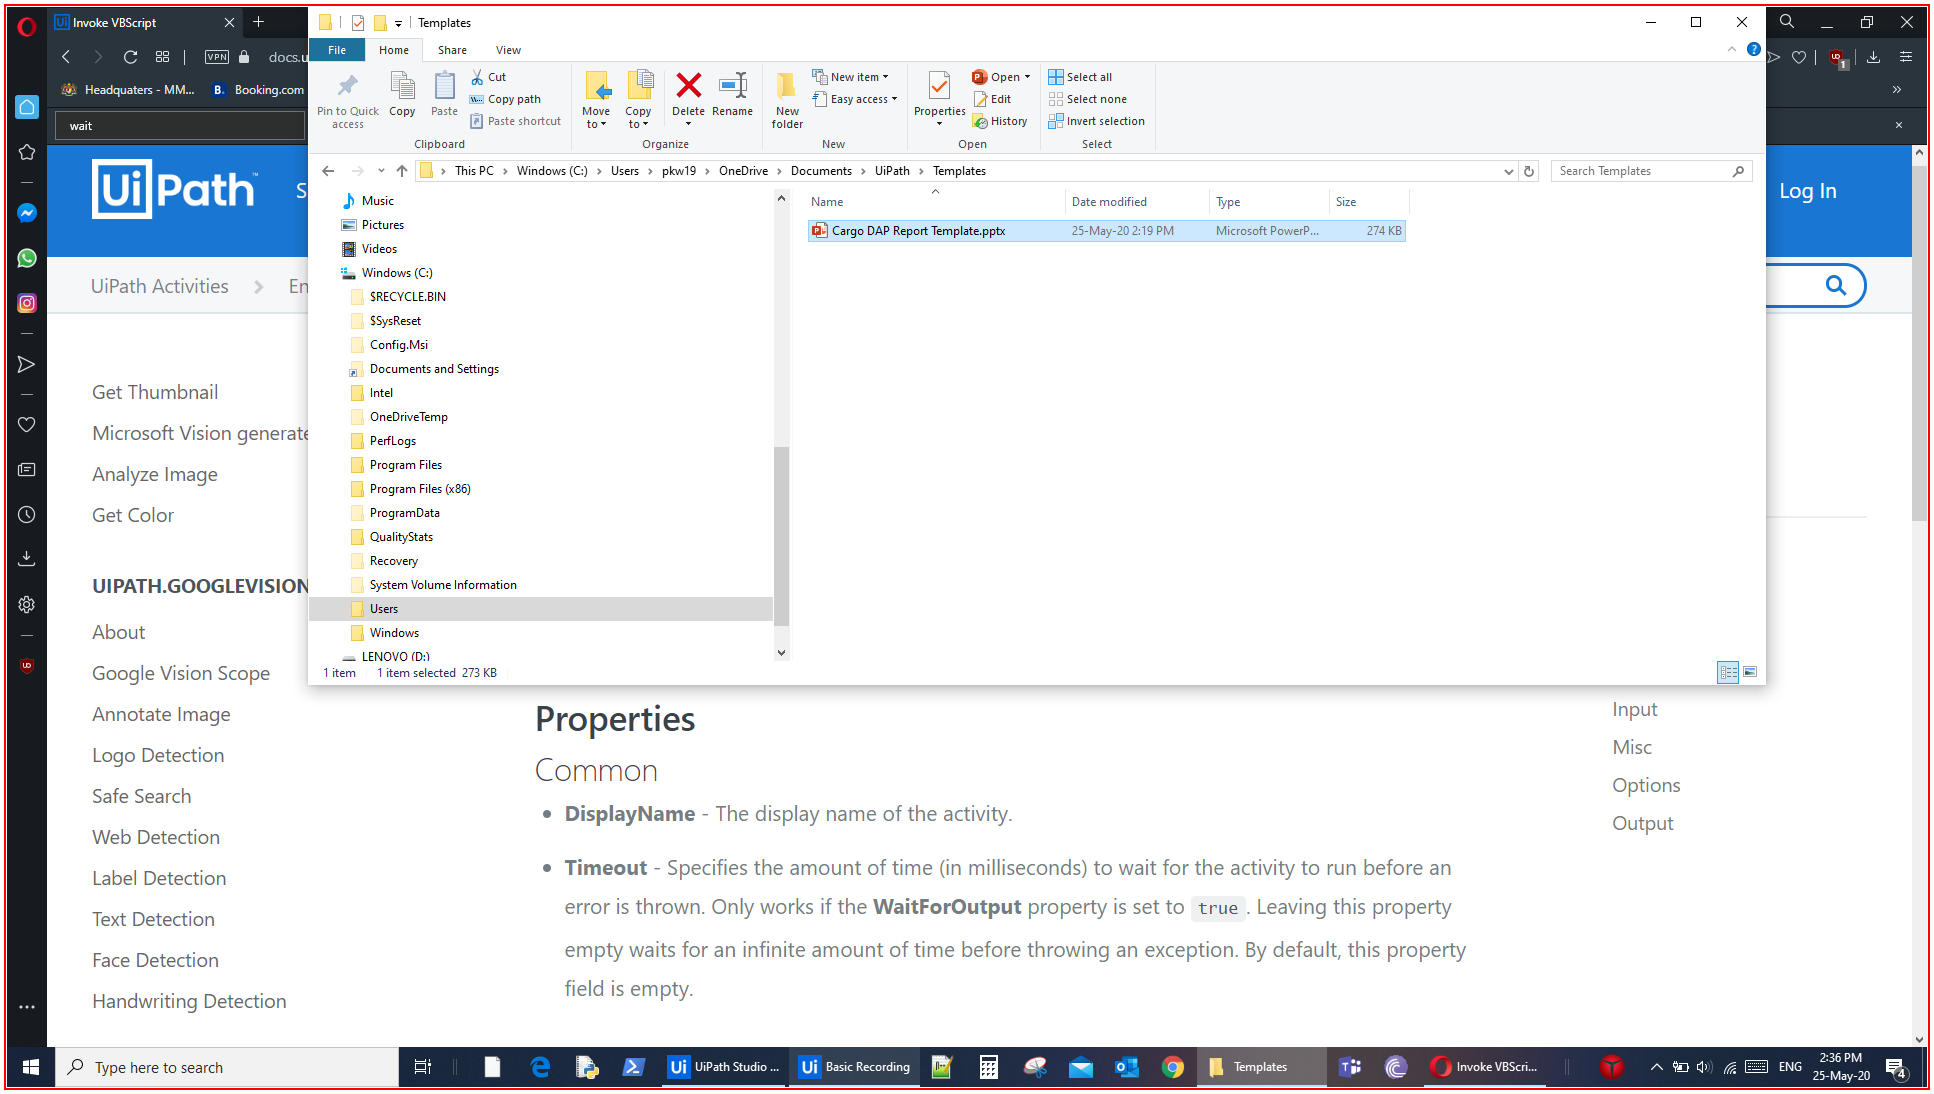 Invoke VBScript
Templates
File
Home
Share
View
VPN
docs.u
Headquaters - MM...
B.
Booking.com
wait
Pin to Quick access
Copy
Paste
Cut
Copy path
Paste shortcut
Clipboard
Move to
Copy to
Delete
Rename
Organize
New folder
New item
Easy access
New
Properties
Open
Edit
History
Open
Select all
Select none
Invert selection
Select
This PC
Windows (C:)
Users
pkw19
OneDrive
Documents
UiPath
Templates
Search Templates
Music
Pictures
Videos
Windows (C:)
$RECYCLE.BIN
$SysReset
Config.Msi
Documents and Settings
Intel
OneDriveTemp
PerfLogs
Program Files
Program Files (x86)
ProgramData
QualityStats
Recovery
System Volume Information
Users
Windows
LENOVO (D:)
Name
Date modified
Type
Size
Cargo DAP Report Template.pptx
25-May-20 2:19 PM
Microsoft PowerP...
274 KB
1 item
1 item selected 273 KB
UiPath™
S
Log In
UiPath Activities
En
Get Thumbnail
Microsoft Vision generate
Analyze Image
Get Color
UIPATH.GOOGLEVISION
About
Google Vision Scope
Annotate Image
Logo Detection
Safe Search
Web Detection
Label Detection
Text Detection
Face Detection
Handwriting Detection
Properties
Common
DisplayName - The display name of the activity.
Timeout - Specifies the amount of time (in milliseconds) to wait for the activity to run before an
error is thrown. Only works if the WaitForOutput property is set to true. Leaving this property
empty waits for an infinite amount of time before throwing an exception. By default, this property
field is empty.
Input
Misc
Options
Output
Type here to search
Ui
UiPath Studio ...
Ui
Basic Recording
Templates
Invoke VBScri...
ENG
2:36 PM
25-May-20
4